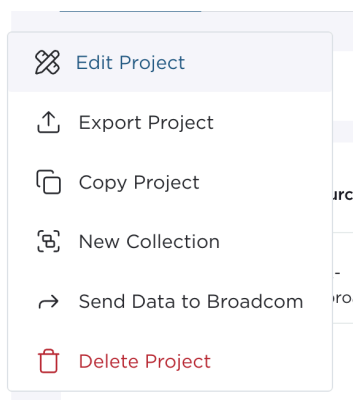 Edit Project
Export Project
Copy Project
New Collection
Send Data to Broadcom
Delete Project